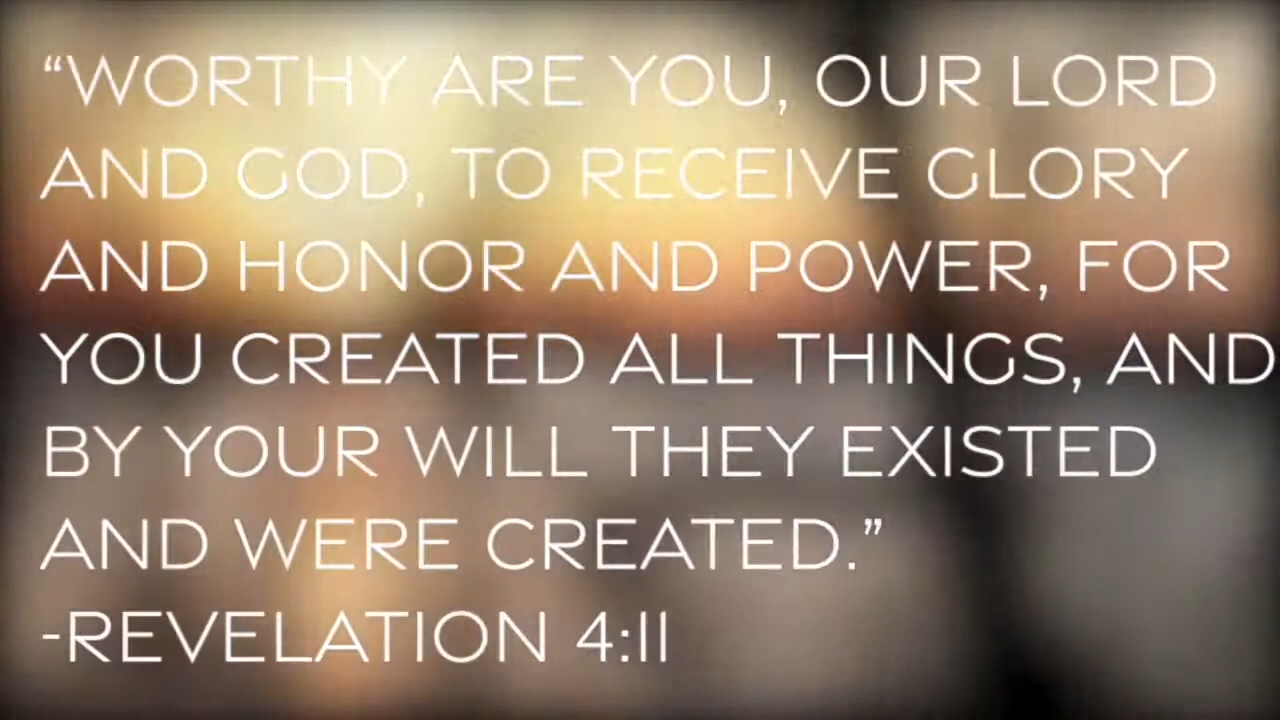 “WORTHY ARE YOU, OUR LORD
AND GOD, TO RECEIVE GLORY
AND HONOR AND POWER, FOR
YOU CREATED ALL THINGS, AND
BY YOUR WILL THEY EXISTED
AND WERE CREATED.”
-REVELATION 4:11